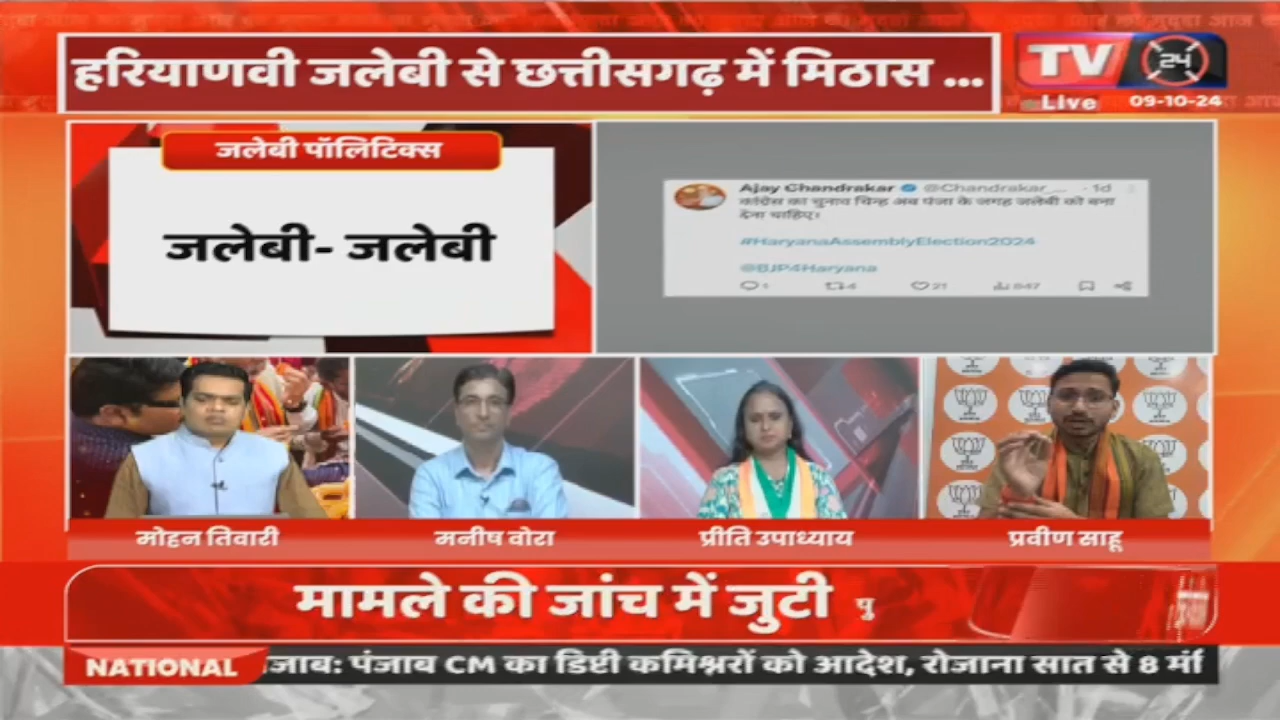 हरियाणवी जलेबी से छत्तीसगढ़ में मिठास ...
TV 24
Live 09-10-24
जलेबी पॉलिटिक्स
जलेबी- जलेबी
Ajay Chandrakar @Chandrakar_... · 1d
कांग्रेस का चुनाव चिन्ह अब पंजा के जगह जलेबी को बना
देना चाहिए।
#HaryanaAssemblyElection2024
@BJP4Haryana
21
मोहन तिवारी
मनीष वोरा
प्रीति उपाध्याय
प्रवीण साहू
मामले की जांच में जुटी पु
NATIONAL
जाब: पंजाब CM का डिप्टी कमिश्नरों को आदेश, रोजाना सात से 8 मं